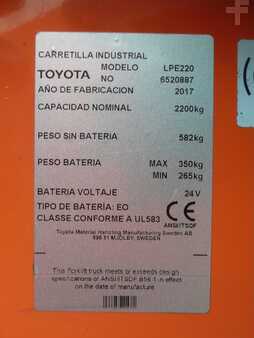 CARRETILLA INDUSTRIAL
TOYOTA MODELO LPE220
NO 6520887
AÑO DE FABRICACION 2017
CAPACIDAD NOMINAL 2200kg
PESO SIN BATERIA 582kg
PESO BATERIA MAX 350kg
MIN 265kg
BATERIA VOLTAJE 24V
TIPO DE BATERIA: EO
CLASSE CONFORME A UL583 CE
ANSI/ITSDF
Toyota Material Handling Manufacturing Sweden AB
595 81 MJÖLBY, SWEDEN
This Forklift truck meets or exceeds design
specifications of ANSI/ITSDF B56.1 in effect
on the date of manufacture